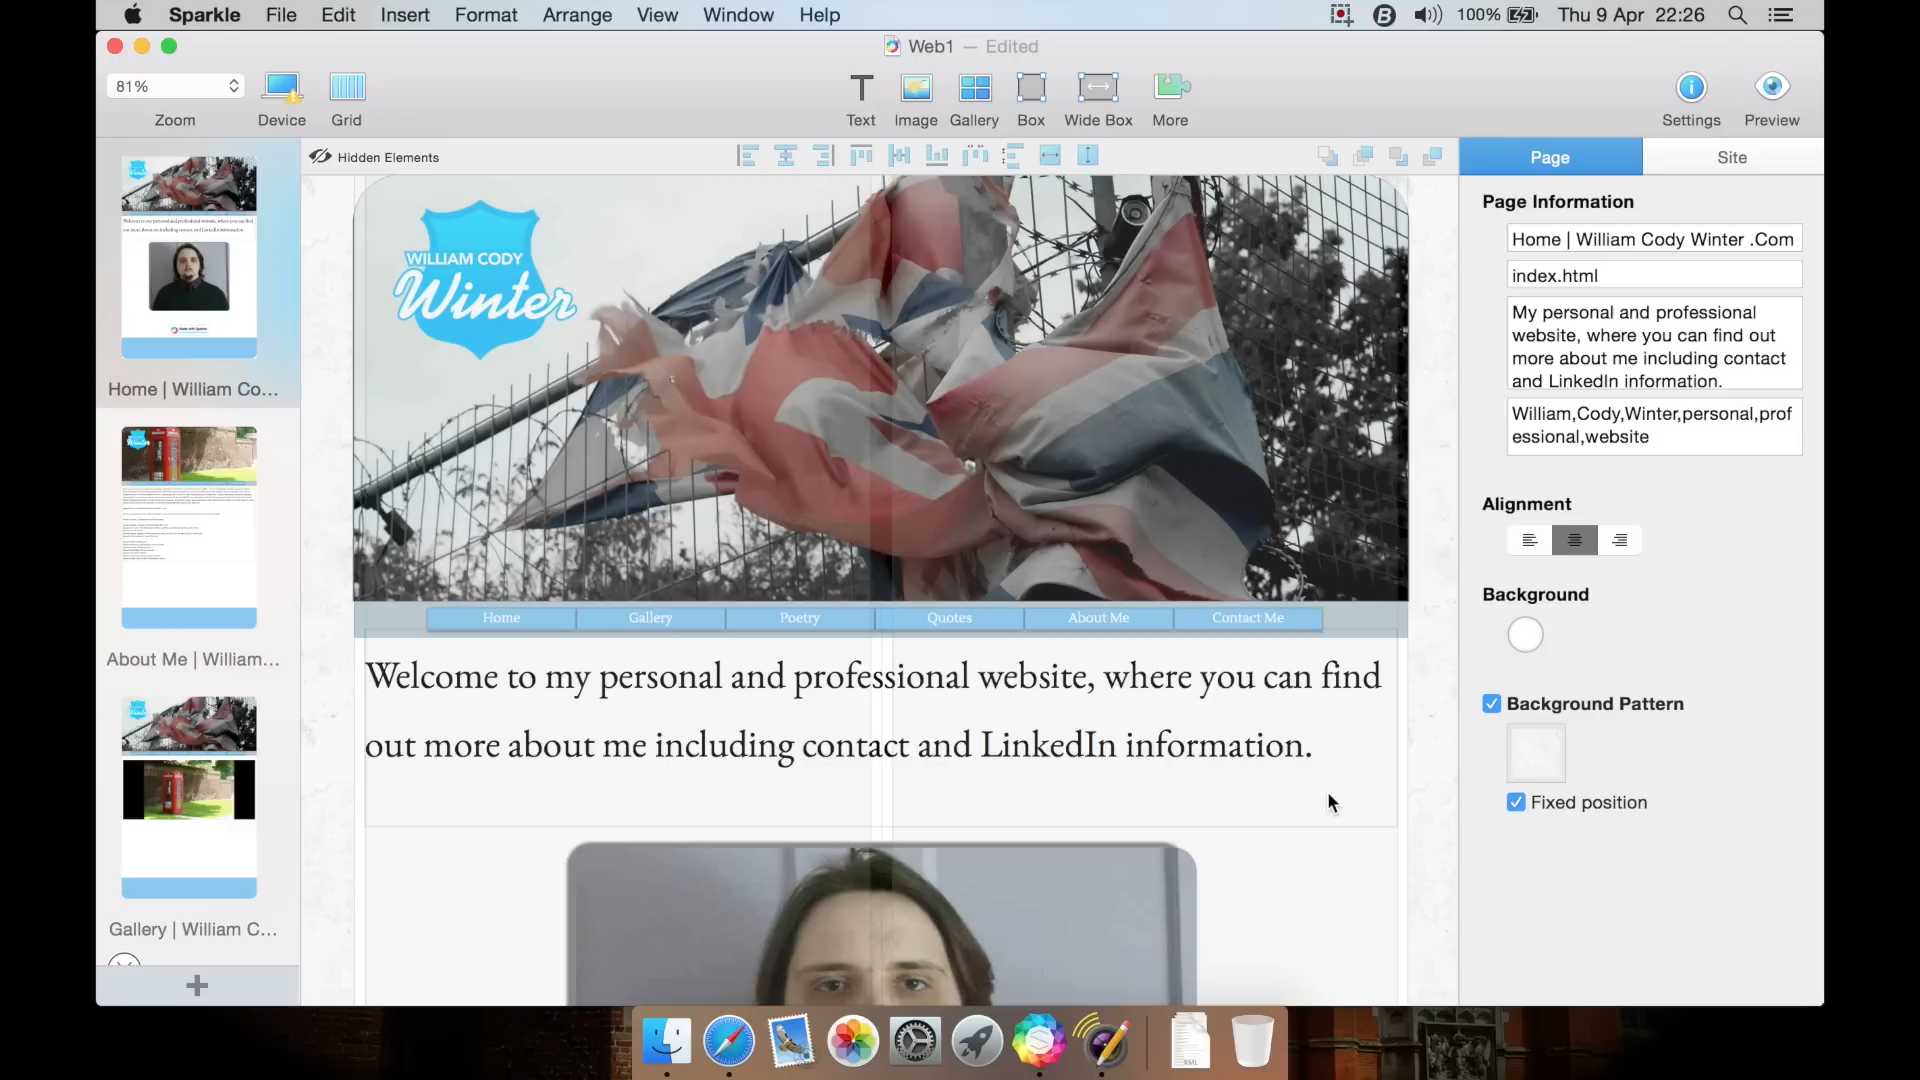 Sparkle File Edit Insert Format Arrange View Window Help
100% Thu 9 Apr 22:26
Web1 — Edited
81%
Zoom Device Grid Text Image Gallery Box Wide Box More Settings Preview
Hidden Elements
Page Site
Page Information
Home | William Cody Winter .Com
index.html
My personal and professional
website, where you can find out
more about me including contact
and LinkedIn information.
William,Cody,Winter,personal,prof
essional,website
Alignment
Background
Background Pattern
Fixed position
Home | William Co...
About Me | William...
Gallery | William C...
WILLIAM CODY
Winter
Home Gallery Poetry Quotes About Me Contact Me
Welcome to my personal and professional website, where you can find
out more about me including contact and LinkedIn information.
XML